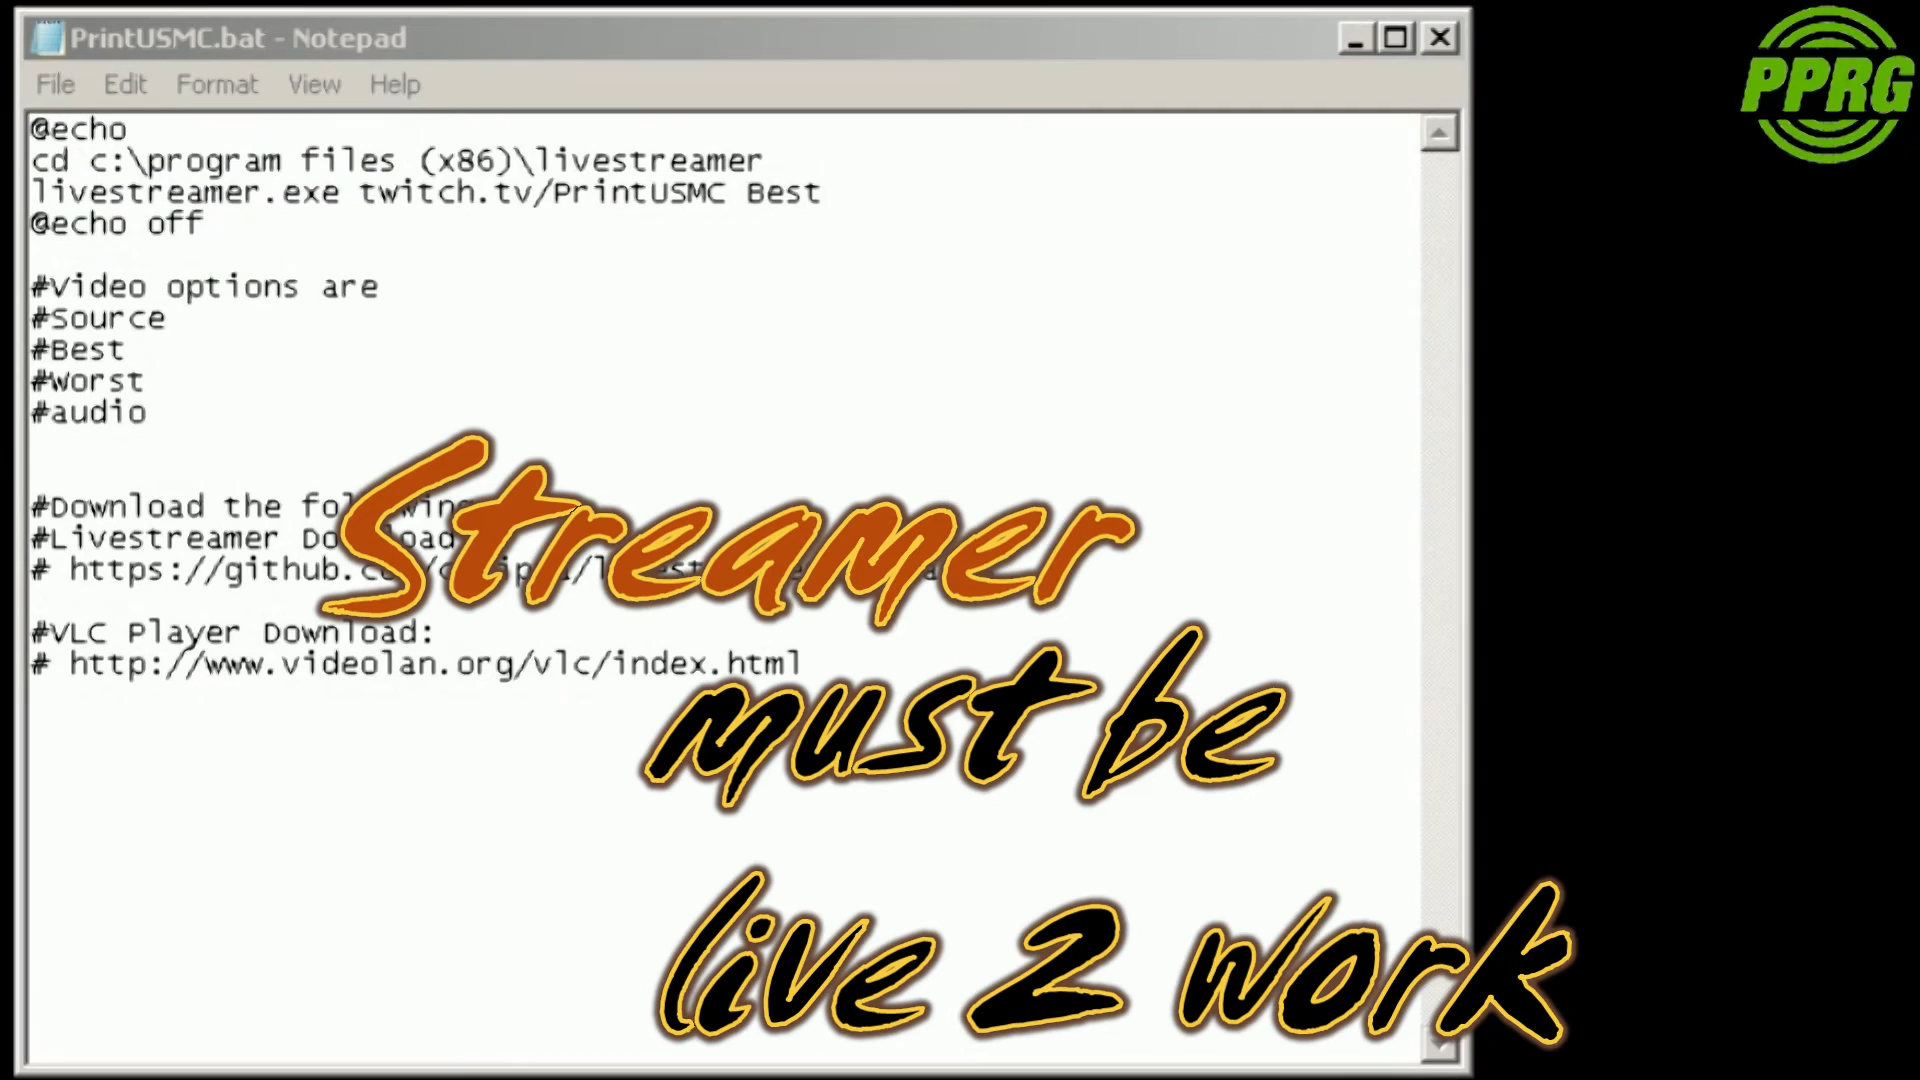 PrintUSMC.bat - Notepad
PPRG
File Edit Format View Help
@echo
cd c:\program files (x86)\livestreamer
livestreamer.exe twitch.tv/PrintUSMC Best
@echo off
#Video options are
#Source
#Best
#Worst
#audio
#Download the following
#Livestreamer Download
# https://github.
Streamer
#VLC Player Download:
# http://www.videolan.org/vlc/index.html
must be
live 2 work